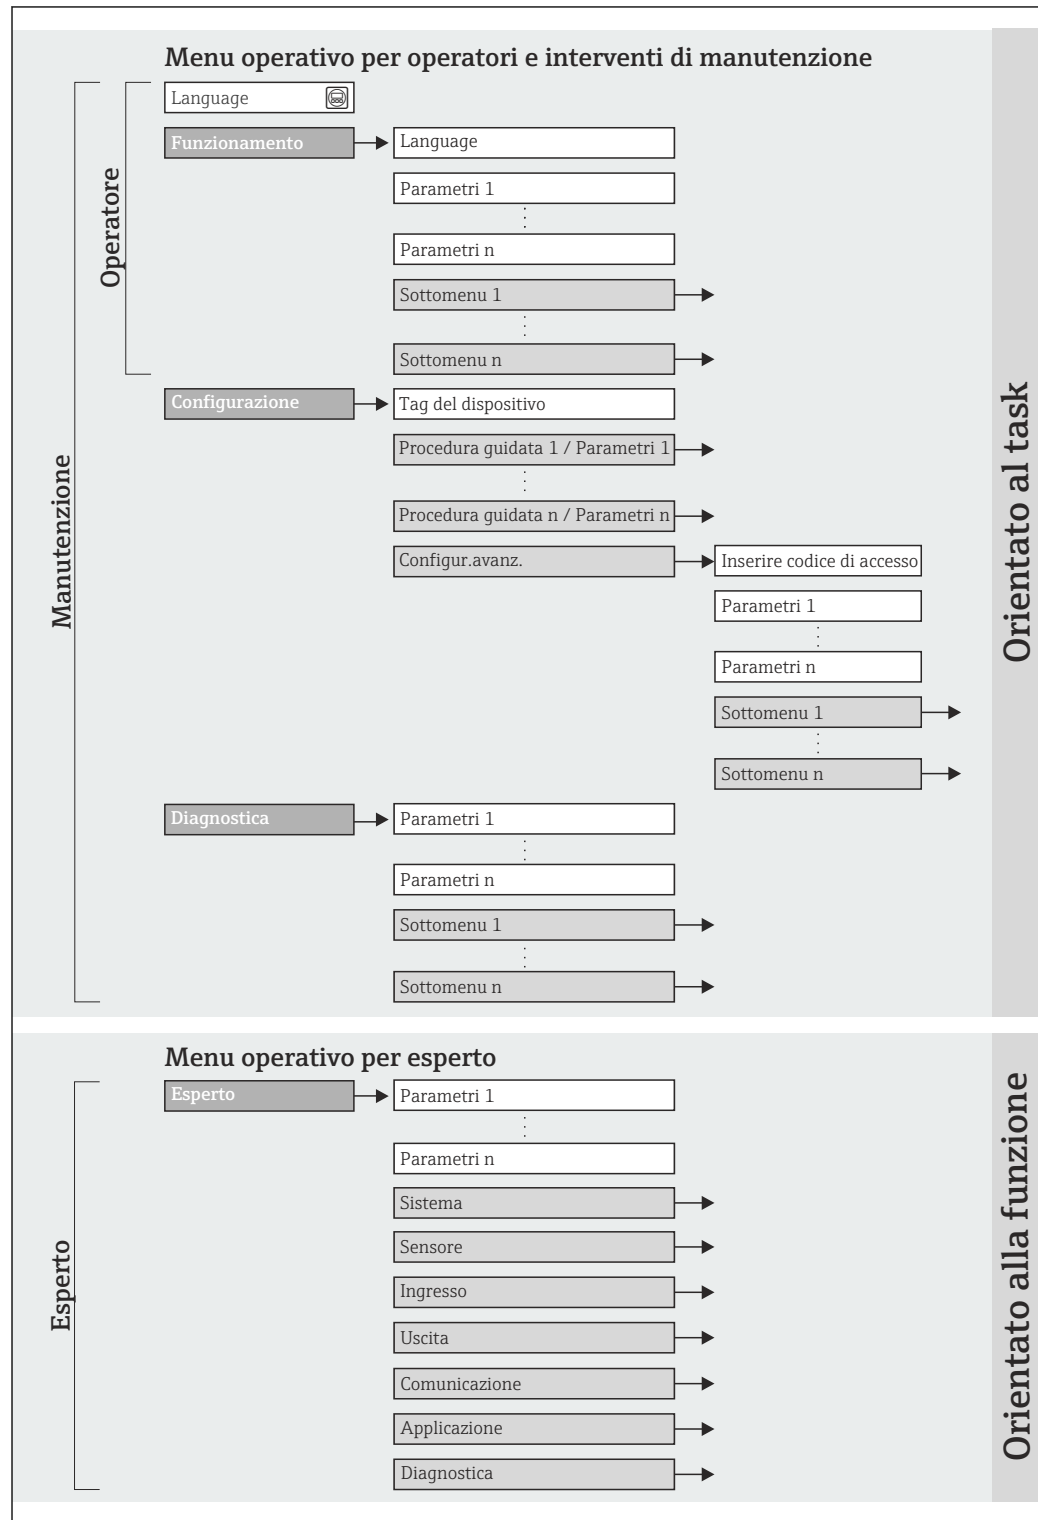 Menu operativo per operatori e interventi di manutenzione
Language
Funzionamento
Language
Parametri 1
Parametri n
Sottomenu 1
Sottomenu n
Configurazione
Tag del dispositivo
Procedura guidata 1 / Parametri 1
Procedura guidata n / Parametri n
Configur.avanz.
Inserire codice di accesso
Parametri 1
Parametri n
Sottomenu 1
Sottomenu n
Diagnostica
Parametri 1
Parametri n
Sottomenu 1
Sottomenu n
Operatore
Manutenzione
Orientato al task
Menu operativo per esperto
Esperto
Parametri 1
Parametri n
Sistema
Sensore
Ingresso
Uscita
Comunicazione
Applicazione
Diagnostica
Esperto
Orientato alla funzione